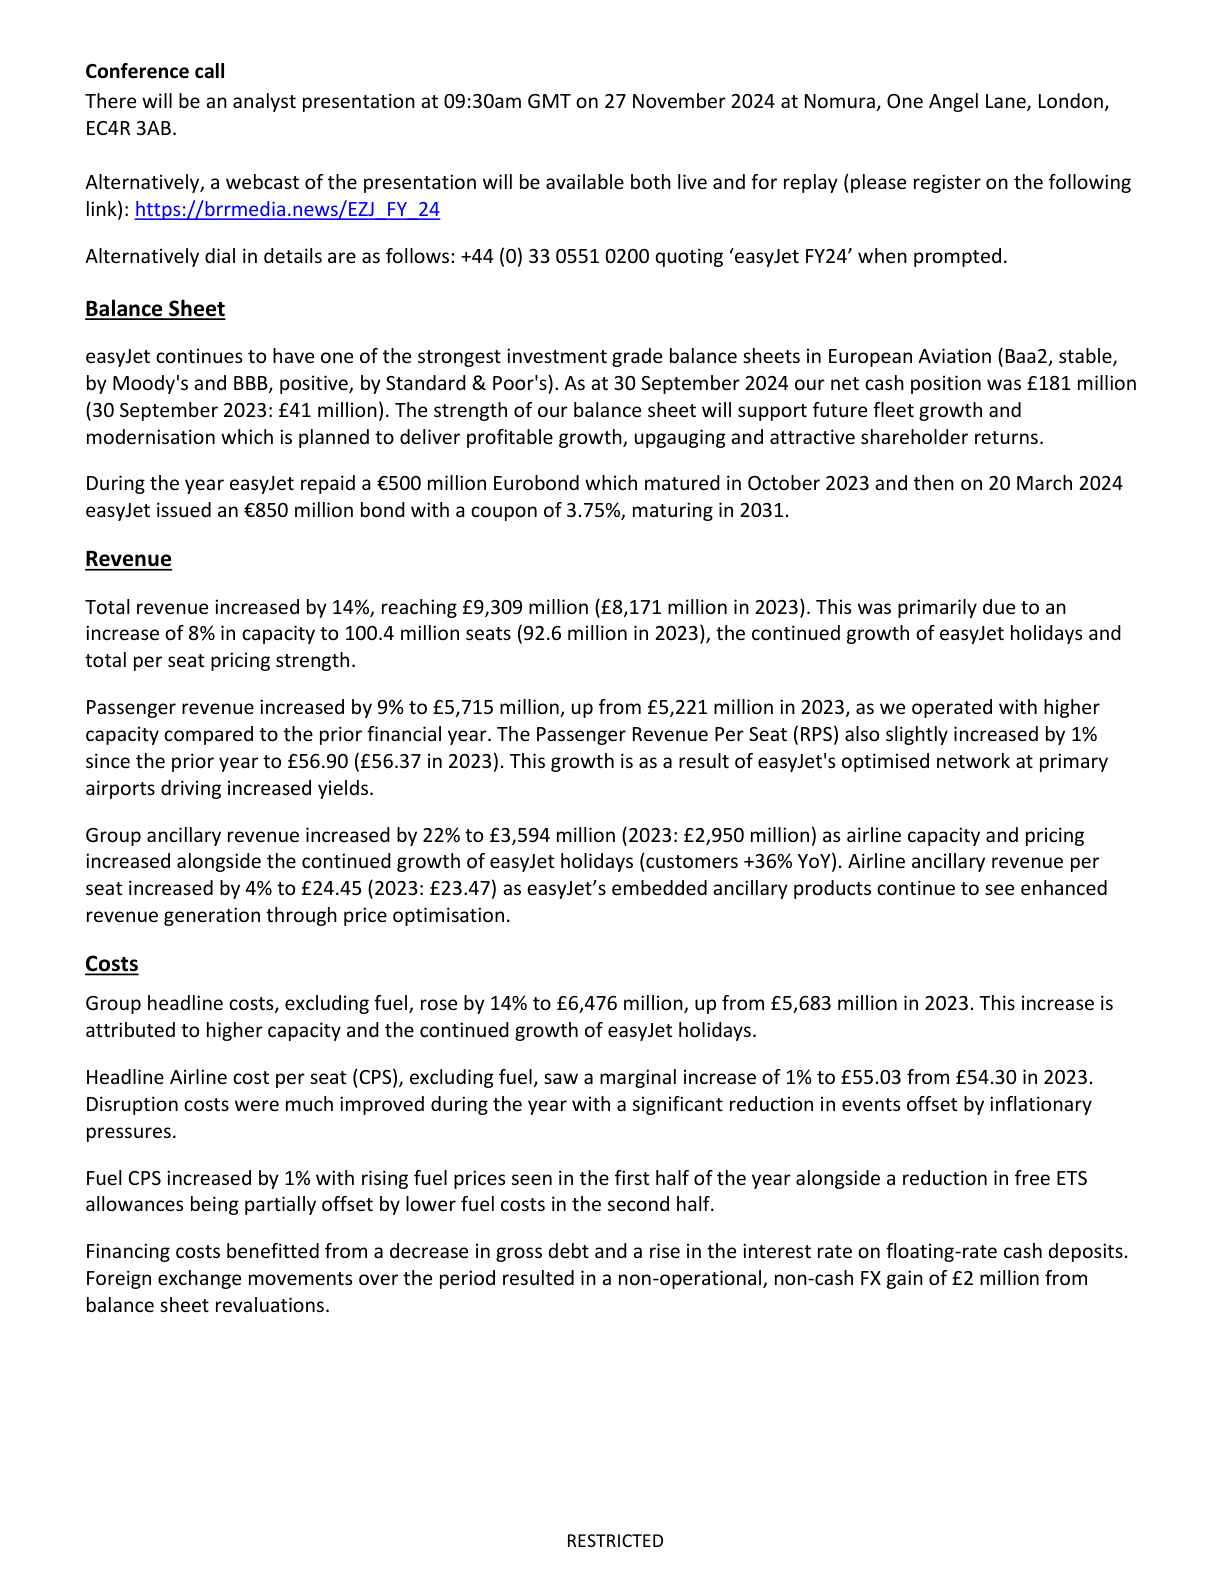 Conference call
There will be an analyst presentation at 09:30am GMT on 27 November 2024 at Nomura, One Angel Lane, London,
EC4R 3AB.
Alternatively, a webcast of the presentation will be available both live and for replay (please register on the following
link): https://brrmedia.news/EZJ_FY_24
Alternatively dial in details are as follows: +44 (0) 33 0551 0200 quoting ‘easyJet FY24’ when prompted.
Balance Sheet
easyJet continues to have one of the strongest investment grade balance sheets in European Aviation (Baa2, stable,
by Moody's and BBB, positive, by Standard & Poor's). As at 30 September 2024 our net cash position was £181 million
(30 September 2023: £41 million). The strength of our balance sheet will support future fleet growth and
modernisation which is planned to deliver profitable growth, upgauging and attractive shareholder returns.
During the year easyJet repaid a €500 million Eurobond which matured in October 2023 and then on 20 March 2024
easyJet issued an €850 million bond with a coupon of 3.75%, maturing in 2031.
Revenue
Total revenue increased by 14%, reaching £9,309 million (£8,171 million in 2023). This was primarily due to an
increase of 8% in capacity to 100.4 million seats (92.6 million in 2023), the continued growth of easyJet holidays and
total per seat pricing strength.
Passenger revenue increased by 9% to £5,715 million, up from £5,221 million in 2023, as we operated with higher
capacity compared to the prior financial year. The Passenger Revenue Per Seat (RPS) also slightly increased by 1%
since the prior year to £56.90 (£56.37 in 2023). This growth is as a result of easyJet's optimised network at primary
airports driving increased yields.
Group ancillary revenue increased by 22% to £3,594 million (2023: £2,950 million) as airline capacity and pricing
increased alongside the continued growth of easyJet holidays (customers +36% YoY). Airline ancillary revenue per
seat increased by 4% to £24.45 (2023: £23.47) as easyJet’s embedded ancillary products continue to see enhanced
revenue generation through price optimisation.
Costs
Group headline costs, excluding fuel, rose by 14% to £6,476 million, up from £5,683 million in 2023. This increase is
attributed to higher capacity and the continued growth of easyJet holidays.
Headline Airline cost per seat (CPS), excluding fuel, saw a marginal increase of 1% to £55.03 from £54.30 in 2023.
Disruption costs were much improved during the year with a significant reduction in events offset by inflationary
pressures.
Fuel CPS increased by 1% with rising fuel prices seen in the first half of the year alongside a reduction in free ETS
allowances being partially offset by lower fuel costs in the second half.
Financing costs benefitted from a decrease in gross debt and a rise in the interest rate on floating-rate cash deposits.
Foreign exchange movements over the period resulted in a non-operational, non-cash FX gain of £2 million from
balance sheet revaluations.
RESTRICTED